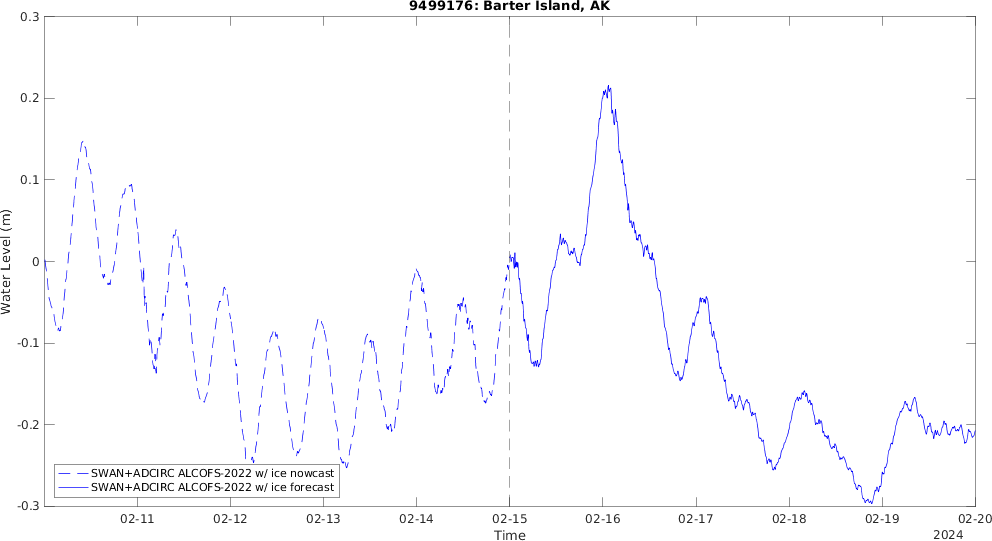 9499176: Barter Island, AK
0.3
0.2
0.1
0
-0.1
-0.2
-0.3
Water Level (m)
SWAN+ADCIRC ALCOFS-2022 w/ ice nowcast
SWAN+ADCIRC ALCOFS-2022 w/ ice forecast
02-11 02-12 02-13 02-14 02-15 02-16 02-17 02-18 02-19 02-20
Time
2024